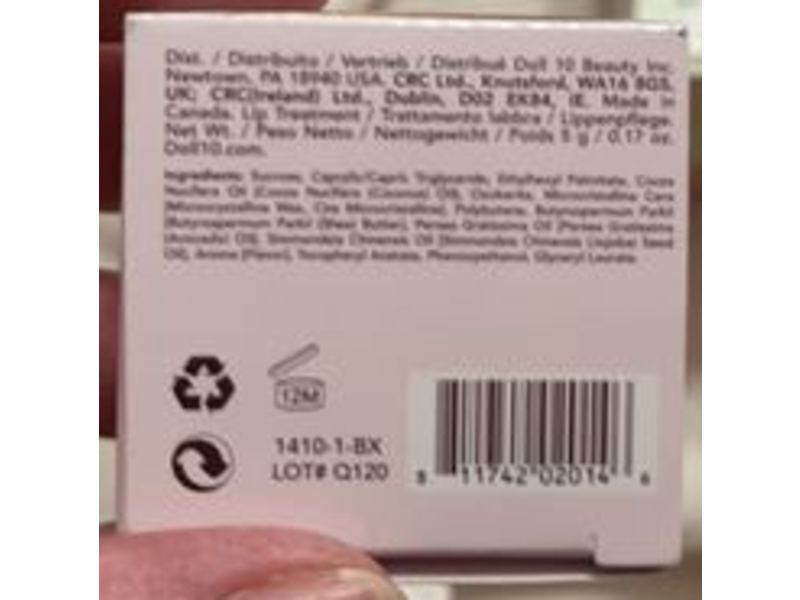 Dist. / Distribuito / Vertrieb / Distribué Doll 10 Beauty Inc.
Newtown, PA 18940 USA. CRC Ltd., Knutsford, WA16 8GS,
UK; CRC(Ireland) Ltd., Dublin, D02 EK84, IE. Made in
Canada. Lip Treatment / Trattamento labbra / Lippenpflege.
Net Wt. / Peso Netto / Nettogewicht / Poids 5 g / 0.17 oz.
Doll10.com.
Ingredients: Sucrose, Caprylic/Capric Triglyceride, Ethylhexyl Palmitate, Cocos
Nucifera Oil [Cocos Nucifera (Coconut) Oil], Ozokerite, Microcristallina Cera
[Microcrystalline Wax, Cire Microcristalline], Polybutene, Butyrospermum Parkii
[Butyrospermum Parkii (Shea) Butter], Persea Gratissima Oil [Persea Gratissima
(Avocado) Oil], Simmondsia Chinensis Oil [Simmondsia Chinensis (Jojoba) Seed
Oil], Aroma [Flavor], Tocopheryl Acetate, Phenoxyethanol, Glyceryl Laurate.
12M
1410-1-BX
LOT# Q120
8 11742 02014 6